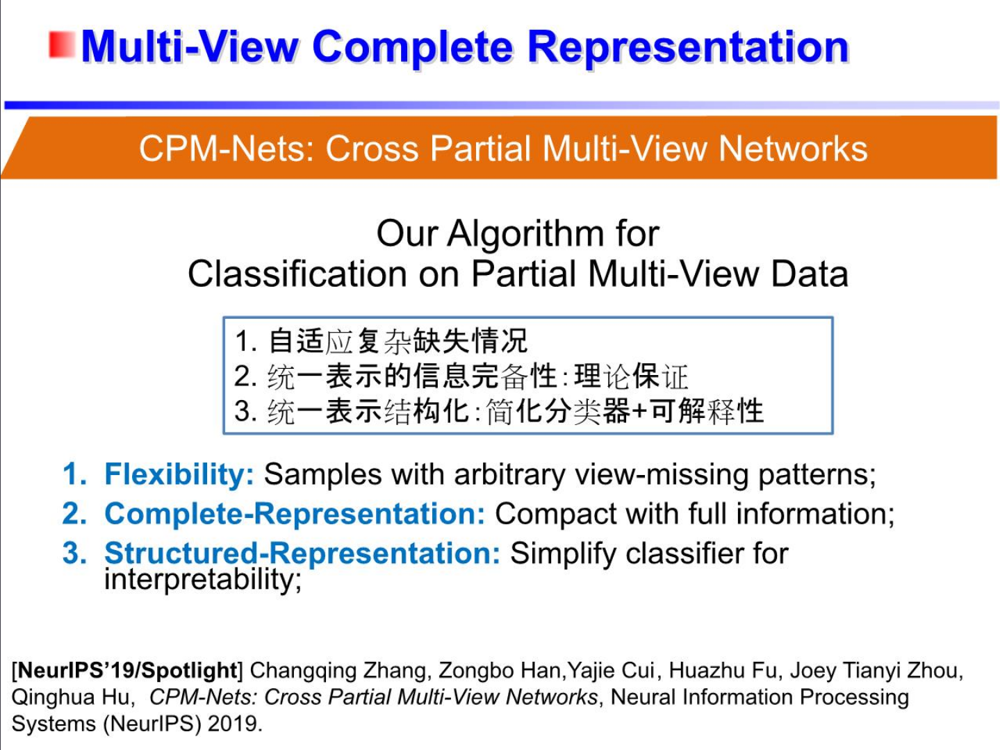 Multi-View Complete Representation
CPM-Nets: Cross Partial Multi-View Networks
Our Algorithm for
Classification on Partial Multi-View Data
1. 自适应复杂缺失情况
2. 统一表示的信息完备性:理论保证
3. 统一表示结构化:简化分类器+可解释性
1. Flexibility: Samples with arbitrary view-missing patterns;
2. Complete-Representation: Compact with full information;
3. Structured-Representation: Simplify classifier for
interpretability;
[NeurIPS’19/Spotlight] Changqing Zhang, Zongbo Han,Yajie Cui, Huazhu Fu, Joey Tianyi Zhou,
Qinghua Hu, CPM-Nets: Cross Partial Multi-View Networks, Neural Information Processing
Systems (NeurIPS) 2019.